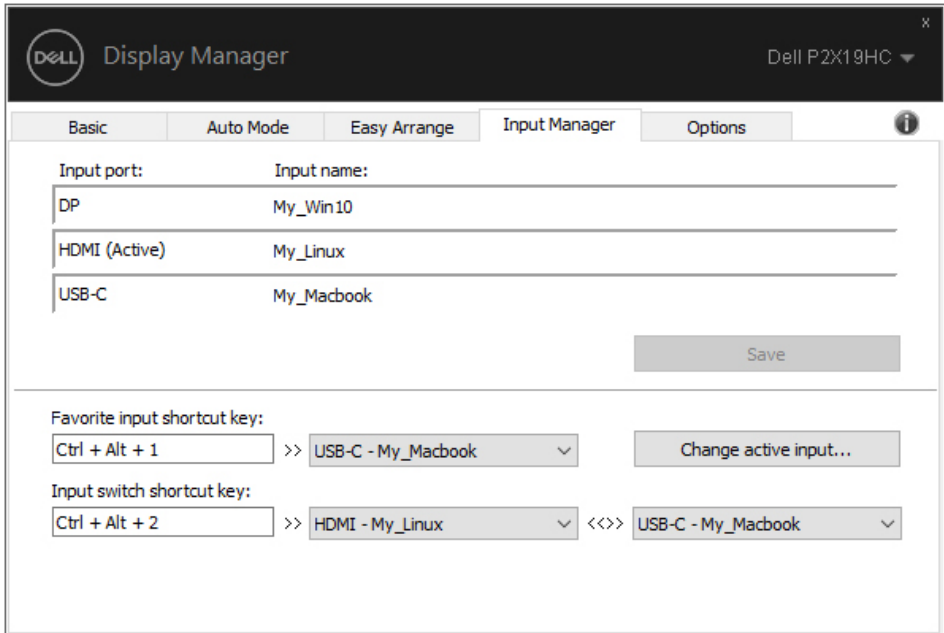 x
DELL Display Manager Dell P2X19HC
Basic Auto Mode Easy Arrange Input Manager Options i
Input port: Input name:
DP My_Win10
HDMI (Active) My_Linux
USB-C My_Macbook
Save
Favorite input shortcut key:
Ctrl + Alt + 1 >> USB-C - My_Macbook Change active input...
Input switch shortcut key:
Ctrl + Alt + 2 >> HDMI - My_Linux <<>> USB-C - My_Macbook